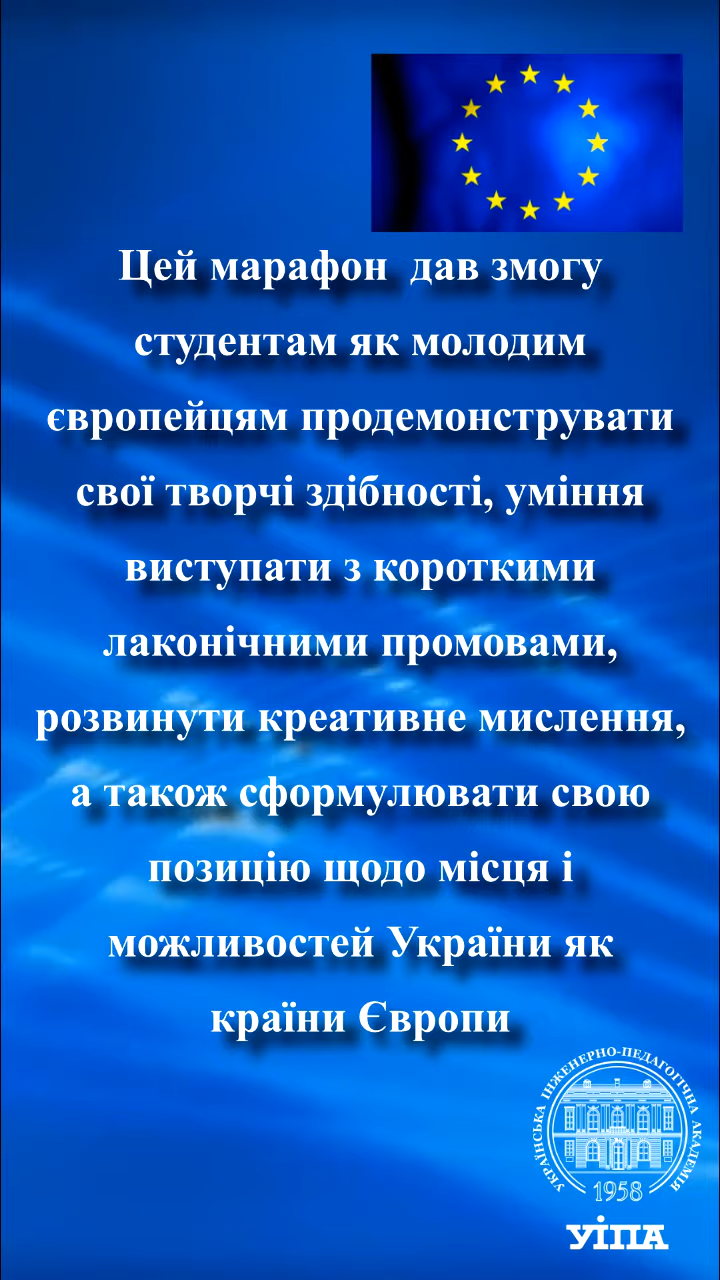 Цей марафон  дав змогу
студентам як молодим
європейцям продемонструвати
свої творчі здібності, уміння
виступати з короткими
лаконічними промовами,
розвинути креативне мислення,
а також сформулювати свою
позицію щодо місця і
можливостей України як
країни Європи
УКРАЇНСЬКА ІНЖЕНЕРНО-ПЕДАГОГІЧНА АКАДЕМІЯ
1958
УІПА